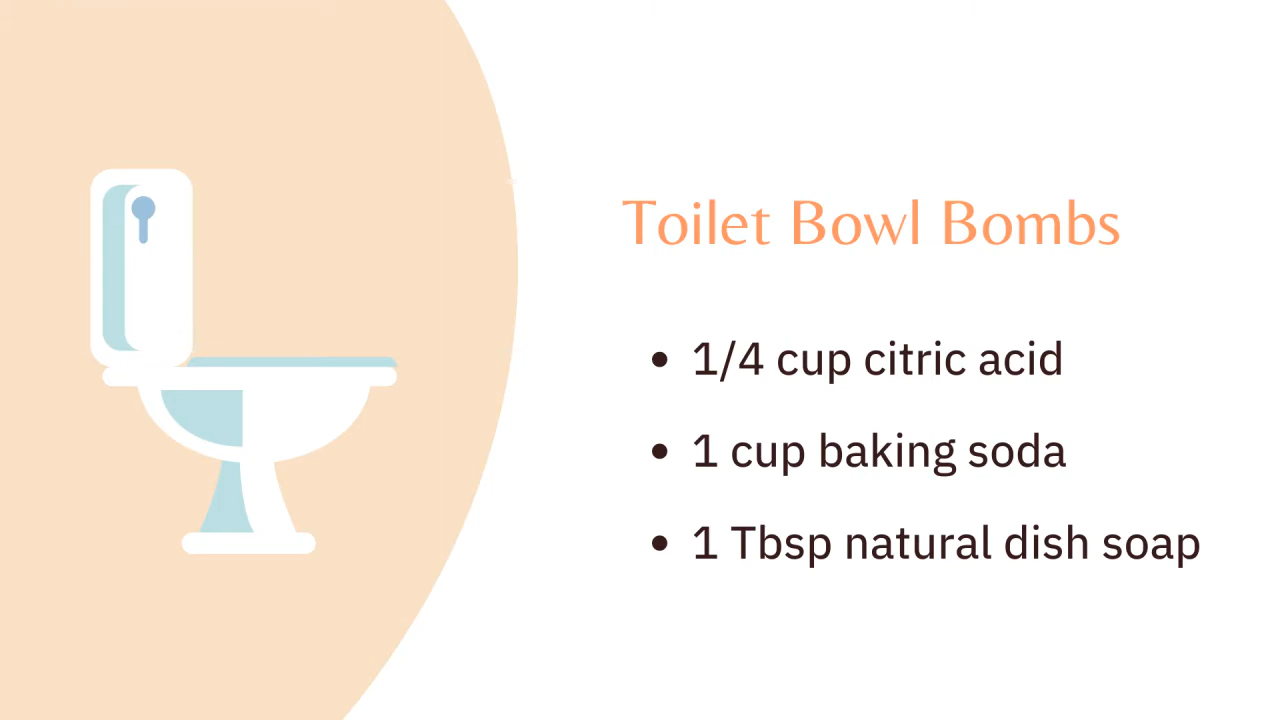 Toilet Bowl Bombs
• 1/4 cup citric acid
• 1 cup baking soda
• 1 Tbsp natural dish soap